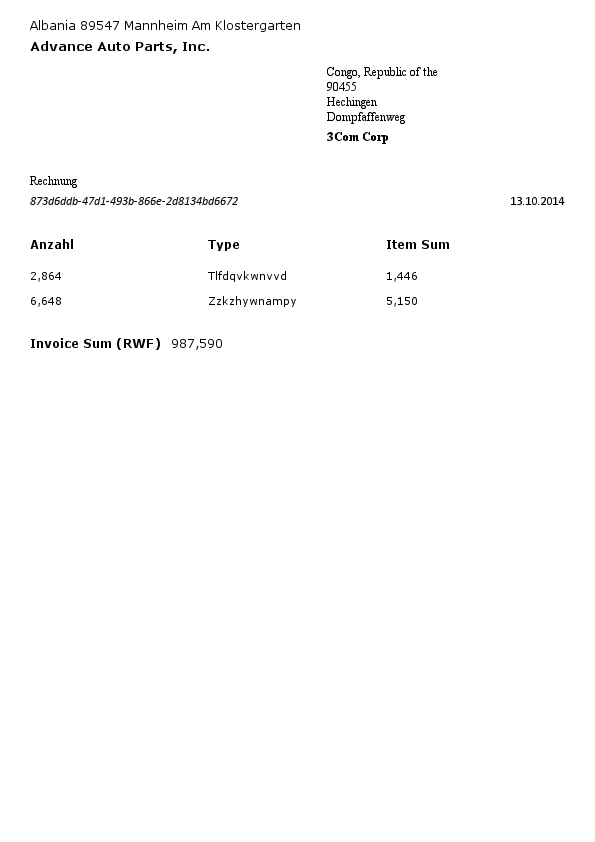 Albania 89547 Mannheim Am Klostergarten
Advance Auto Parts, Inc.
Congo, Republic of the
90455
Hechingen
Dompfaffenweg
3Com Corp
Rechnung
873d6ddb-47d1-493b-866e-2d8134bd6672 13.10.2014
Anzahl Type Item Sum
2,864 Tlfdqvkwnvvd 1,446
6,648 Zzkzhywnampy 5,150
Invoice Sum (RWF) 987,590